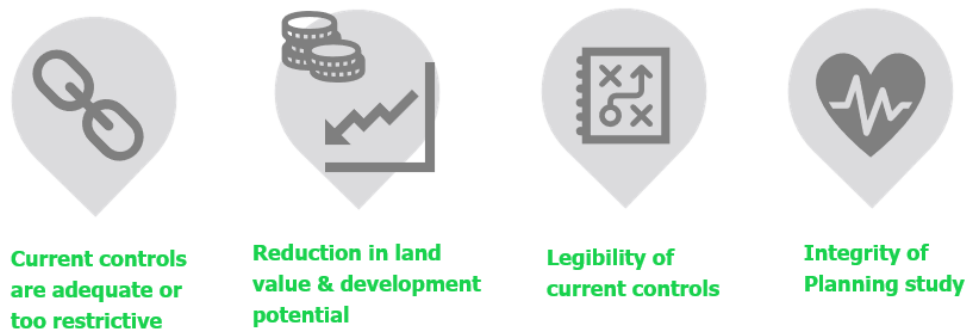 Current controls
are adequate or
too restrictive
Reduction in land
value & development
potential
Legibility of
current controls
Integrity of
Planning study